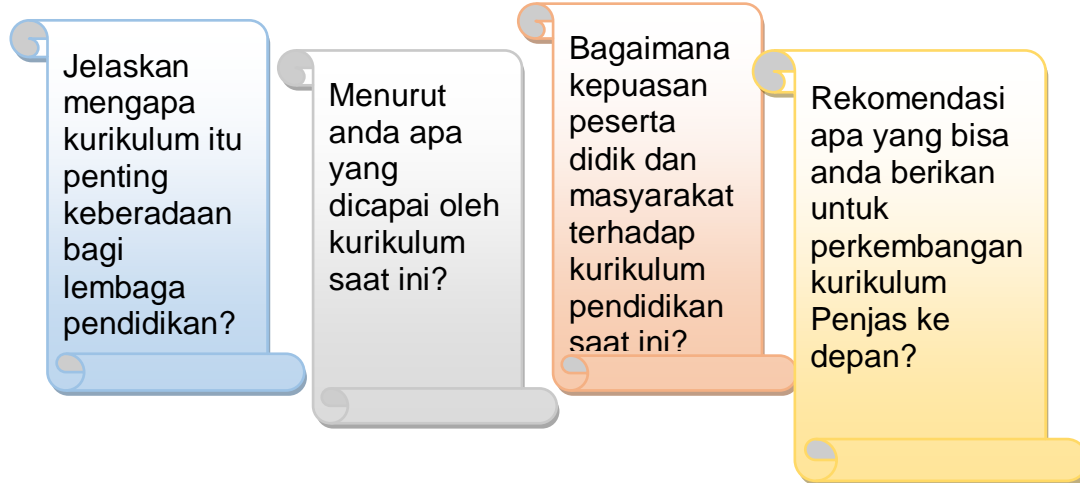 Jelaskan
mengapa
kurikulum itu
penting
keberadaan
bagi
lembaga
pendidikan?
Menurut
anda apa
yang
dicapai oleh
kurikulum
saat ini?
Bagaimana
kepuasan
peserta
didik dan
masyarakat
terhadap
kurikulum
pendidikan
saat ini?
Rekomendasi
apa yang bisa
anda berikan
untuk
perkembangan
kurikulum
Penjas ke
depan?